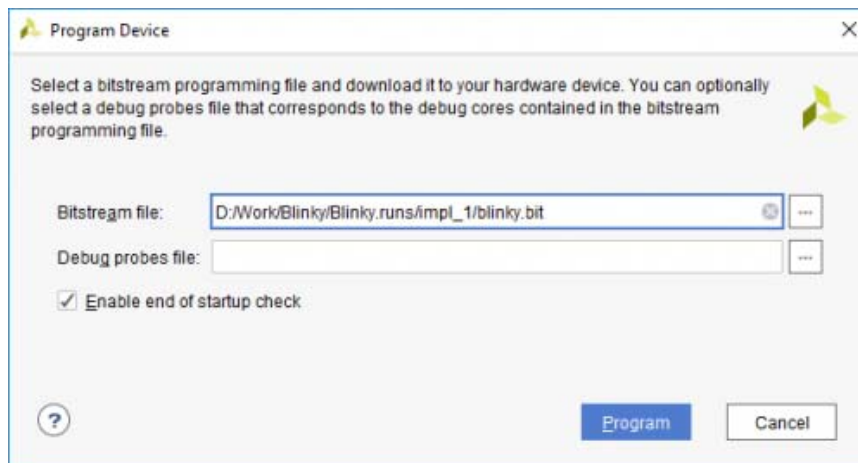 Program Device
Select a bitstream programming file and download it to your hardware device. You can optionally
select a debug probes file that corresponds to the debug cores contained in the bitstream
programming file.
Bitstream file: D:/Work/Blinky/Blinky.runs/impl_1/blinky.bit ...
Debug probes file: ...
Enable end of startup check
? Program Cancel